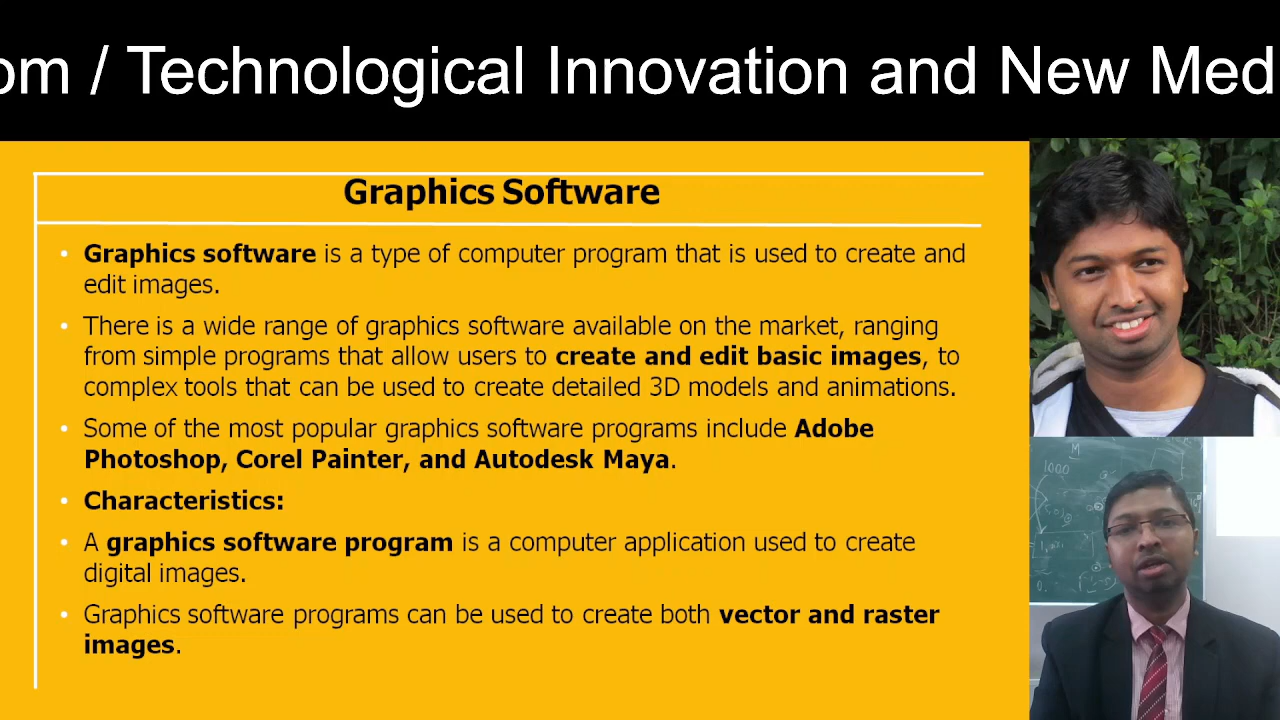 om / Technological Innovation and New Med
Graphics Software
• Graphics software is a type of computer program that is used to create and
edit images.
• There is a wide range of graphics software available on the market, ranging
from simple programs that allow users to create and edit basic images, to
complex tools that can be used to create detailed 3D models and animations.
• Some of the most popular graphics software programs include Adobe
Photoshop, Corel Painter, and Autodesk Maya.
• Characteristics:
• A graphics software program is a computer application used to create
digital images.
• Graphics software programs can be used to create both vector and raster
images.
M
1000